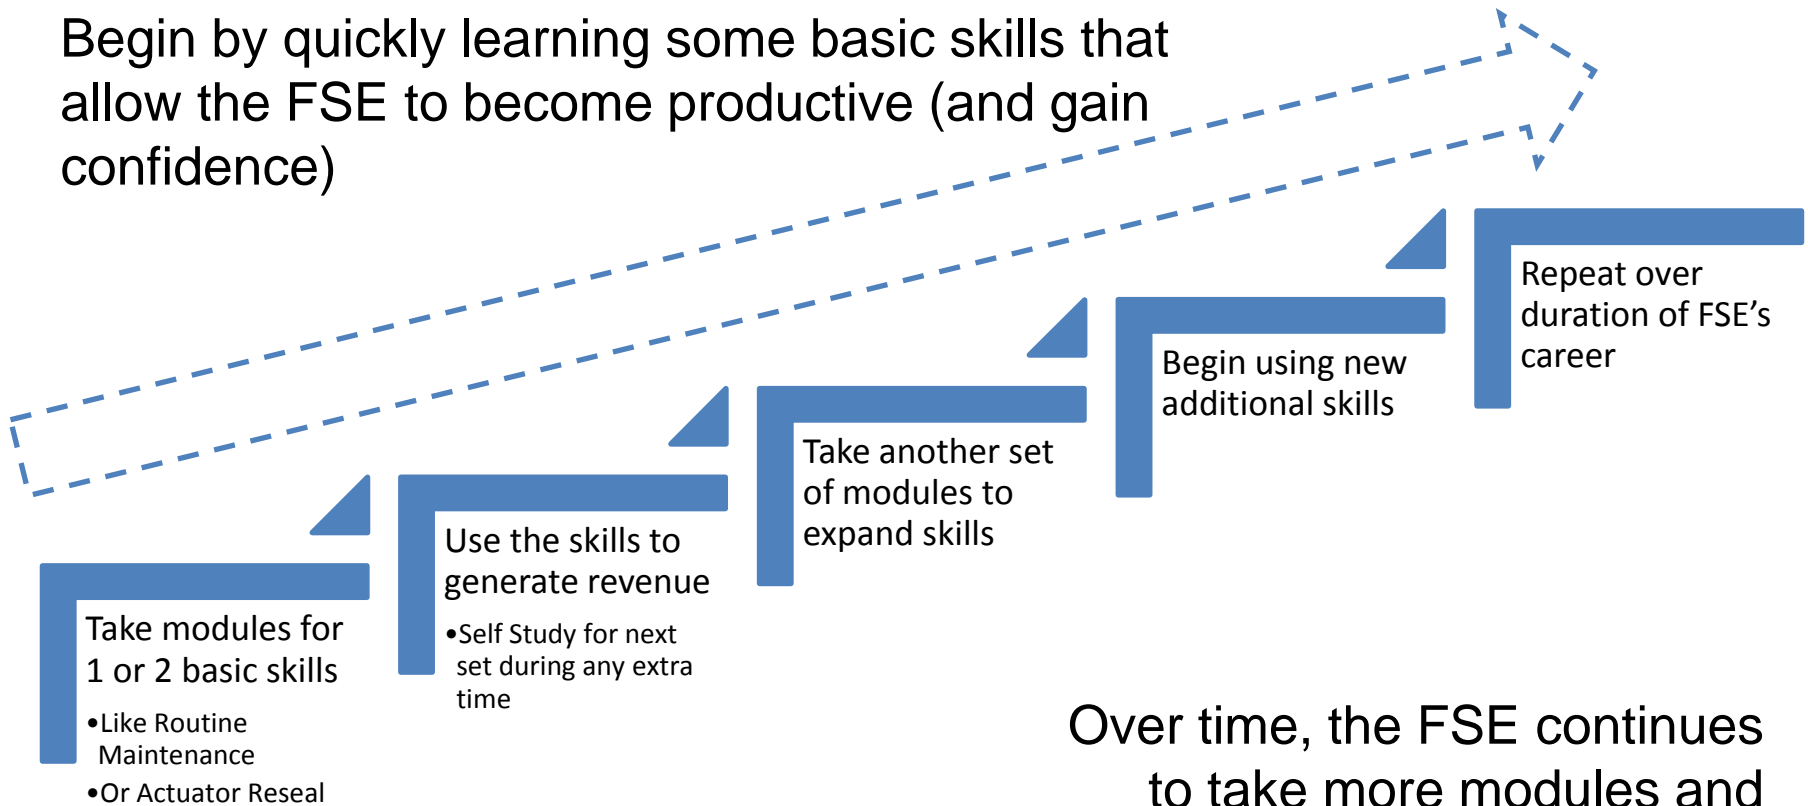 Begin by quickly learning some basic skills that
allow the FSE to become productive (and gain
confidence)
Take modules for
1 or 2 basic skills
•Like Routine
Maintenance
•Or Actuator Reseal
Use the skills to
generate revenue
•Self Study for next
set during any extra
time
Take another set
of modules to
expand skills
Begin using new
additional skills
Repeat over
duration of FSE’s
career
Over time, the FSE continues
to take more modules and